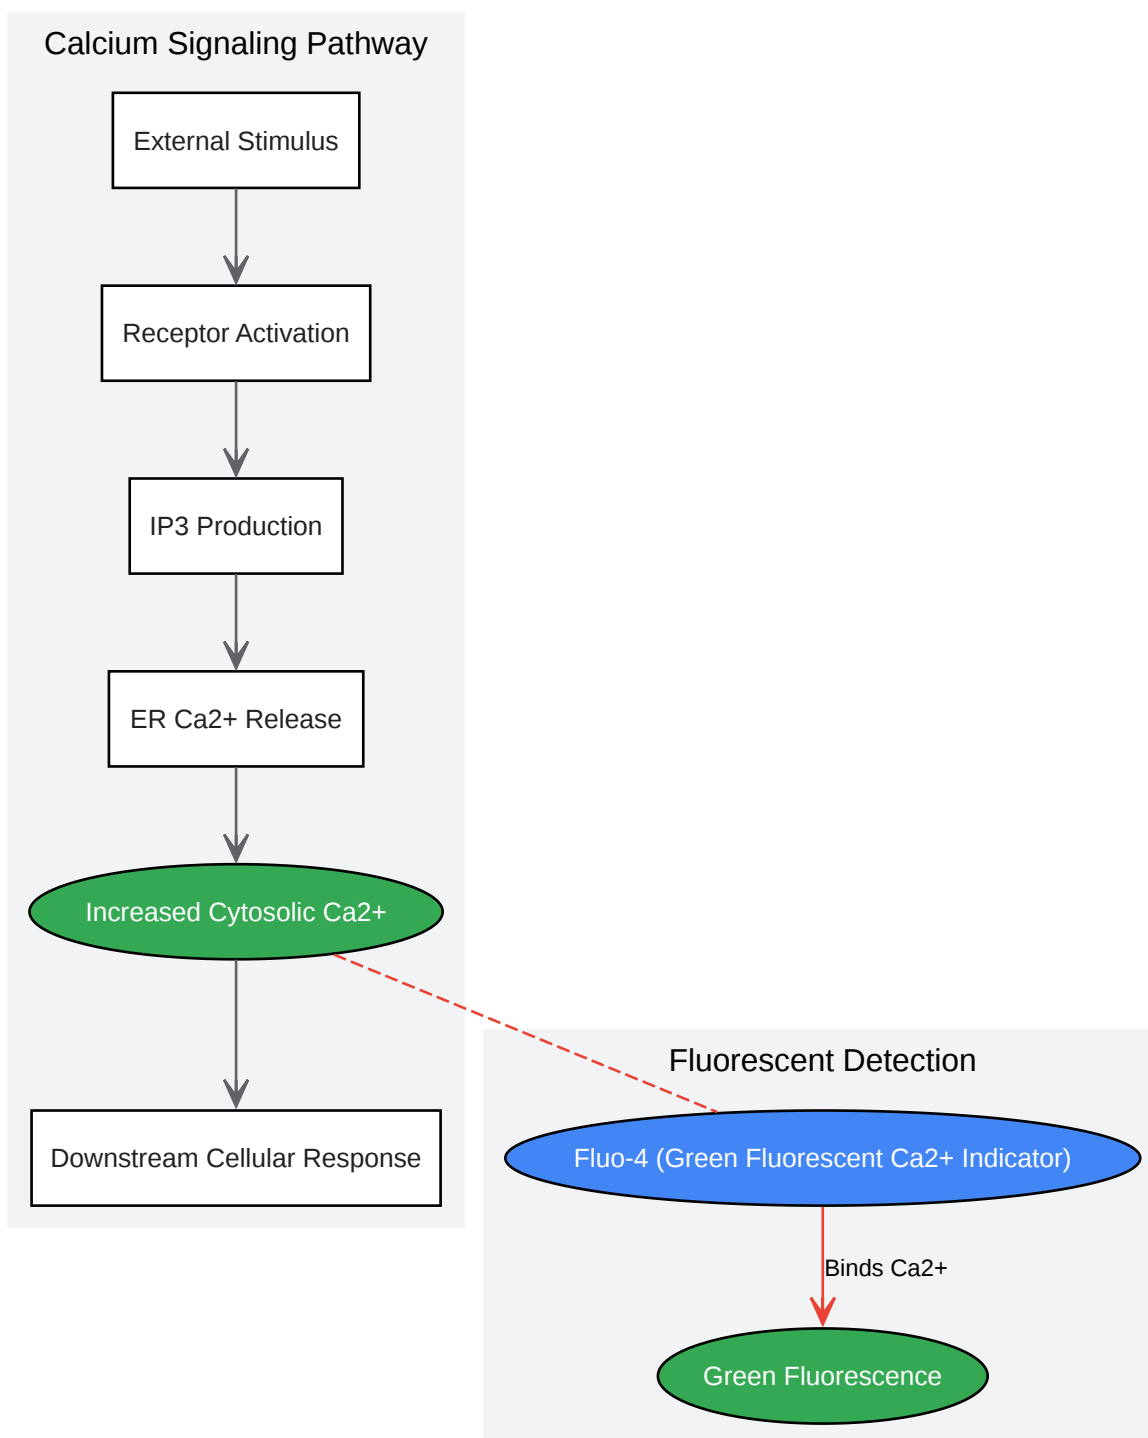 Calcium Signaling Pathway
External Stimulus
Receptor Activation
IP3 Production
ER Ca2+ Release
Increased Cytosolic Ca2+
Downstream Cellular Response
Fluorescent Detection
Fluo-4 (Green Fluorescent Ca2+ Indicator)
Binds Ca2+
Green Fluorescence